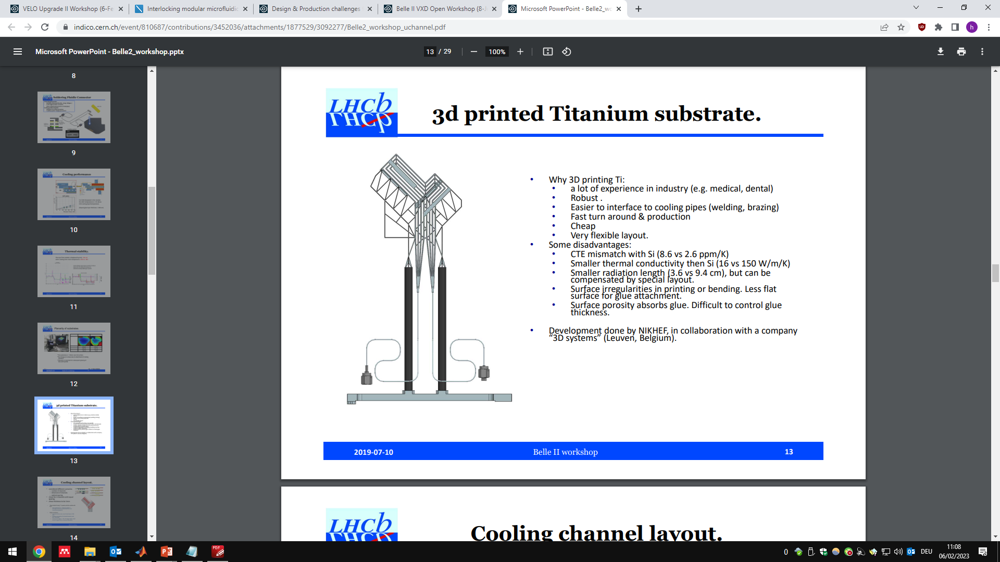 VELO Upgrade II Workshop (6-Fe
Interlocking modular microfluidic
Design & Production challenges
Belle II VXD Open Workshop (8-J
Microsoft PowerPoint - Belle2_wo
indico.cern.ch/event/810687/contributions/3452036/attachments/1877529/3092277/Belle2_workshop_uchannel.pdf
h
Microsoft PowerPoint - Belle2_workshop.pptx
13 / 29
100%
8
Soldering Fluidic Connector
9
Cooling performance
10
Thermal stability.
11
Planarity of substrates.
12
3d printed Titanium substrate.
13
Cooling channel layout.
14
LHCb
LHCb
3d printed Titanium substrate.
• Why 3D printing Ti:
• a lot of experience in industry (e.g. medical, dental)
• Robust .
• Easier to interface to cooling pipes (welding, brazing)
• Fast turn around & production
• Cheap
• Very flexible layout.
• Some disadvantages:
• CTE mismatch with Si (8.6 vs 2.6 ppm/K)
• Smaller thermal conductivity then Si (16 vs 150 W/m/K)
• Smaller radiation length (3.6 vs 9.4 cm), but can be
compensated by special layout.
• Surface irregularities in printing or bending. Less flat
surface for glue attachment.
• Surface porosity absorbs glue. Difficult to control glue
thickness.
• Development done by NIKHEF, in collaboration with a company
“3D systems” (Leuven, Belgium).
2019-07-10
Belle II workshop
13
LHCb
LHCb
Cooling channel layout.
PDF
0
DEU
11:08
06/02/2023